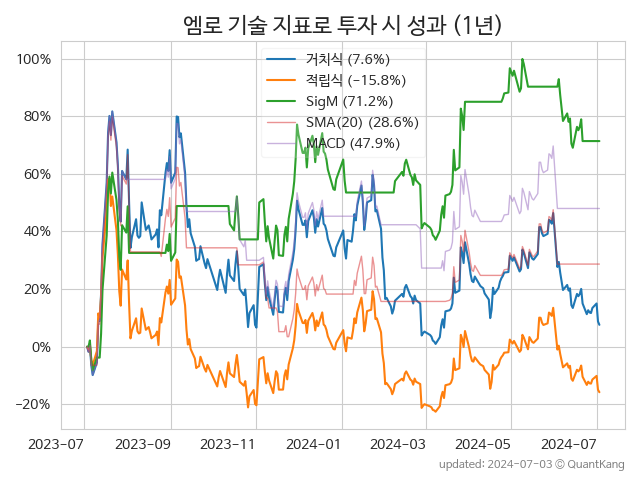 엠로 기술 지표로 투자 시 성과 (1년)
100%
80%
60%
40%
20%
0%
−20%
거치식 (7.6%)
적립식 (−15.8%)
SigM (71.2%)
SMA(20) (28.6%)
MACD (47.9%)
2023-07 2023-09 2023-11 2024-01 2024-03 2024-05 2024-07
updated: 2024-07-03 © QuantKang